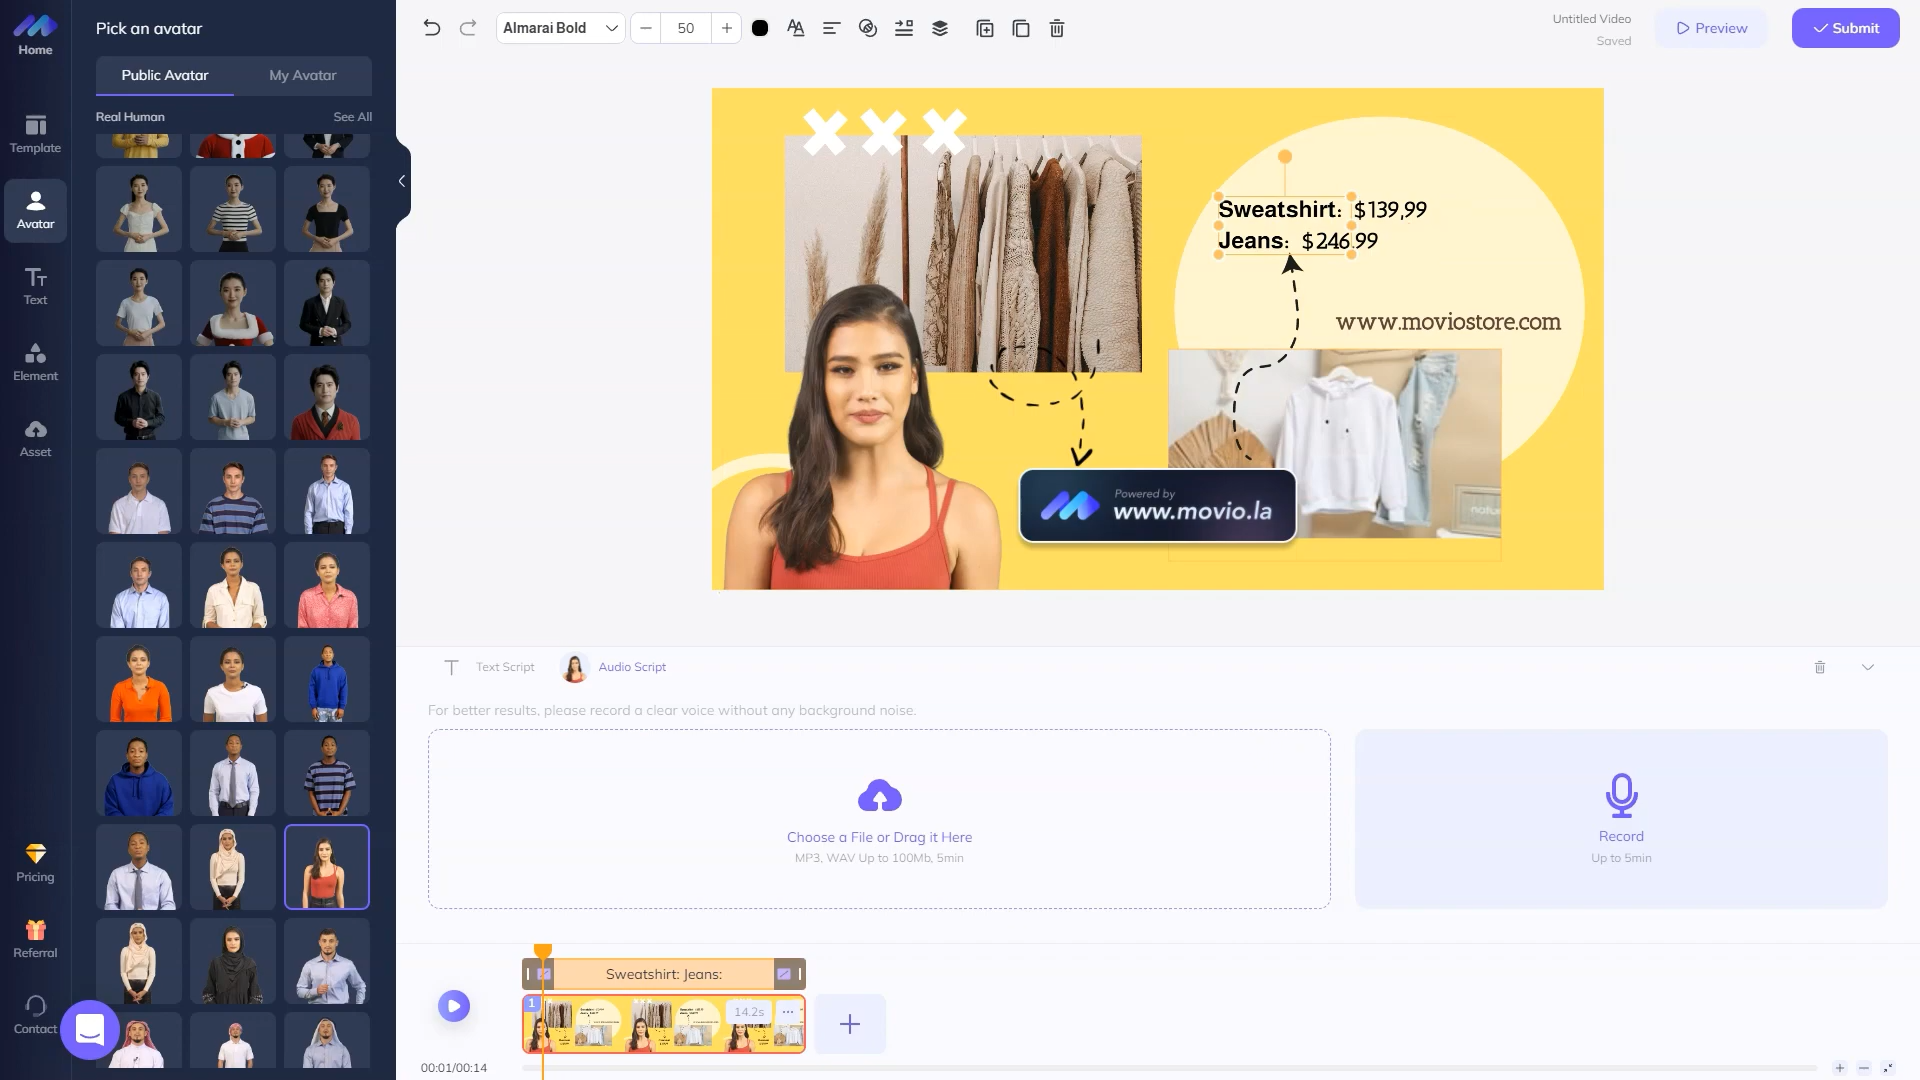 Home
Template
Avatar
Text
Element
Asset
Pricing
Referral
Contact
Pick an avatar
Public Avatar
My Avatar
Real Human
See All
Almarai Bold
50
Untitled Video
Saved
Preview
Submit
Sweatshirt: $139,99
Jeans: $246.99
www.moviostore.com
Powered by
www.movio.la
Text Script
Audio Script
For better results, please record a clear voice without any background noise.
Choose a File or Drag it Here
MP3, WAV Up to 100Mb, 5min
Record
Up to 5min
Sweatshirt: Jeans:
1
14.2s
00:01/00:14